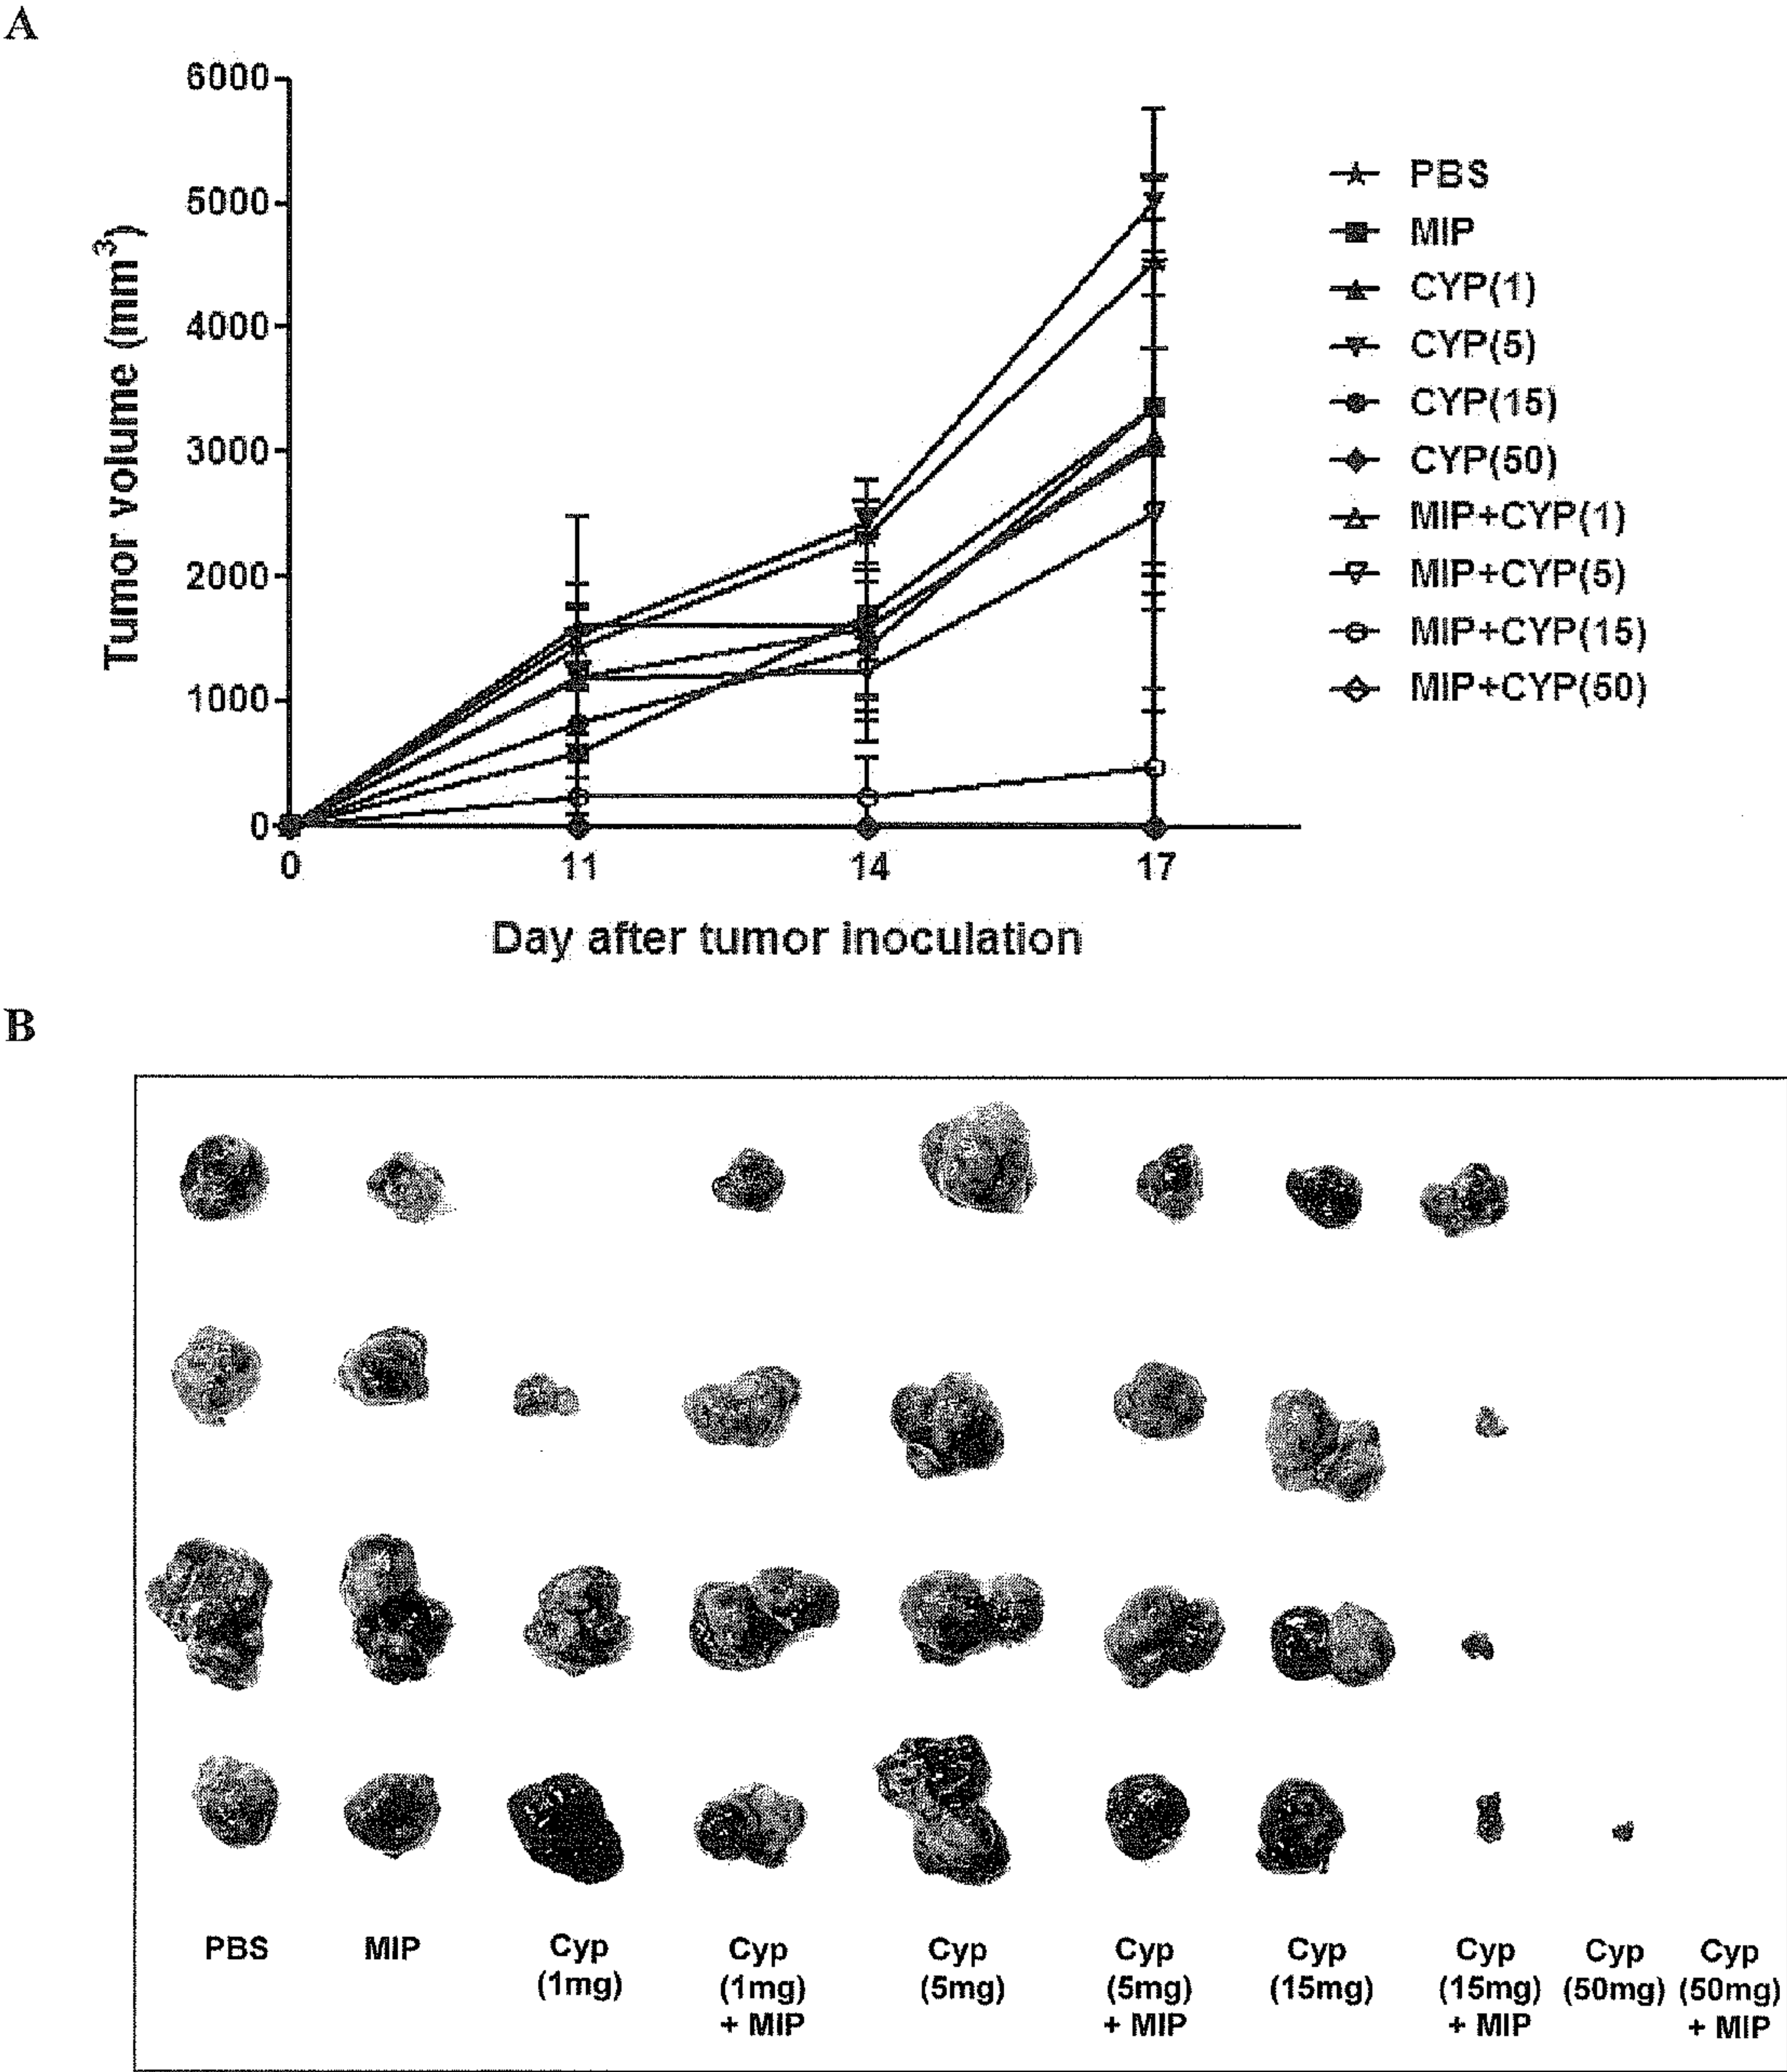 A
6000
5000
4000
3000
2000
1000
0
Tumor volume (mm³)
0 11 14 17
Day after tumor inoculation
PBS
MIP
CYP(1)
CYP(5)
CYP(15)
CYP(50)
MIP+CYP(1)
MIP+CYP(5)
MIP+CYP(15)
MIP+CYP(50)
B
PBS
MIP
Cyp
(1mg)
Cyp
(1mg)
+ MIP
Cyp
(5mg)
Cyp
(5mg)
+ MIP
Cyp
(15mg)
Cyp
(15mg)
+ MIP
Cyp
(50mg)
Cyp
(50mg)
+ MIP